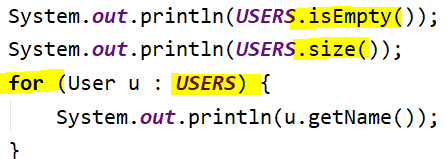 System.out.println(USERS.isEmpty());
System.out.println(USERS.size());
for (User u : USERS) {
    System.out.println(u.getName());
}